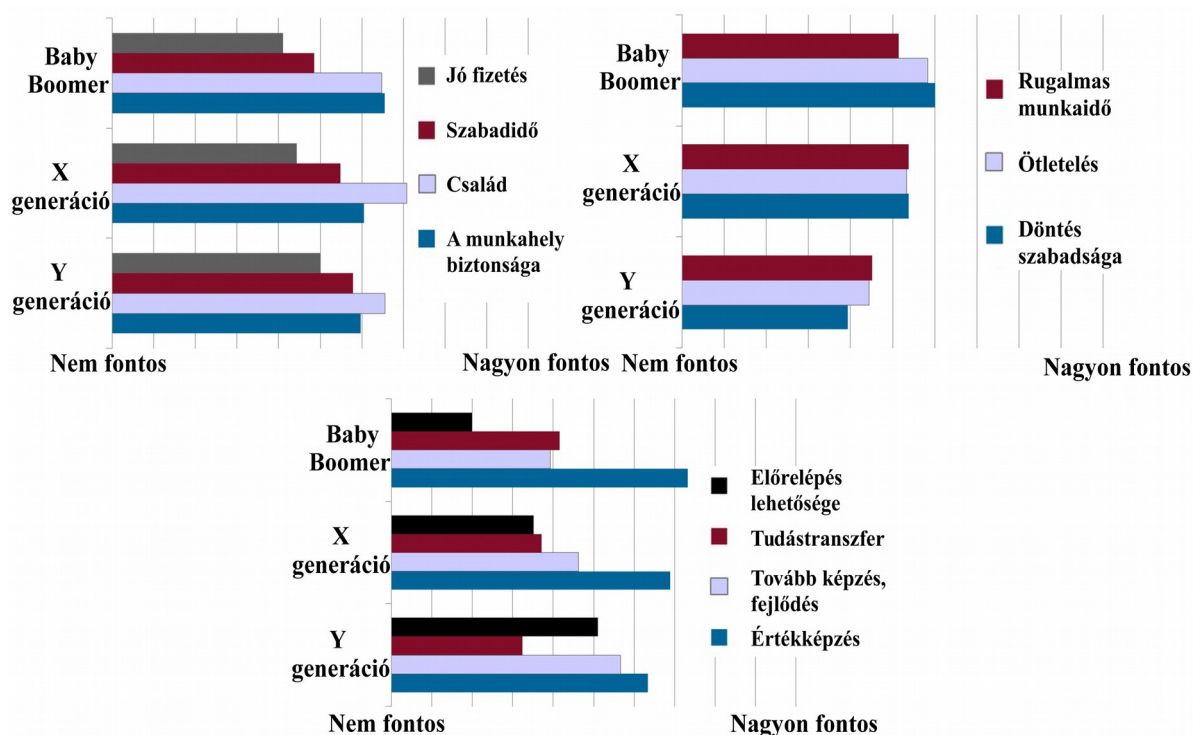 Baby
Boomer
X
generáció
Y
generáció
Nem fontos
Nagyon fontos
Jó fizetés
Szabadidő
Család
A munkahely
biztonsága
Baby
Boomer
X
generáció
Y
generáció
Nem fontos
Nagyon fontos
Rugalmas
munkaidő
Ötletelés
Döntés
szabadsága
Baby
Boomer
X
generáció
Y
generáció
Nem fontos
Nagyon fontos
Előrelépés
lehetősége
Tudástranszfer
Tovább képzés,
fejlődés
Értékképzés